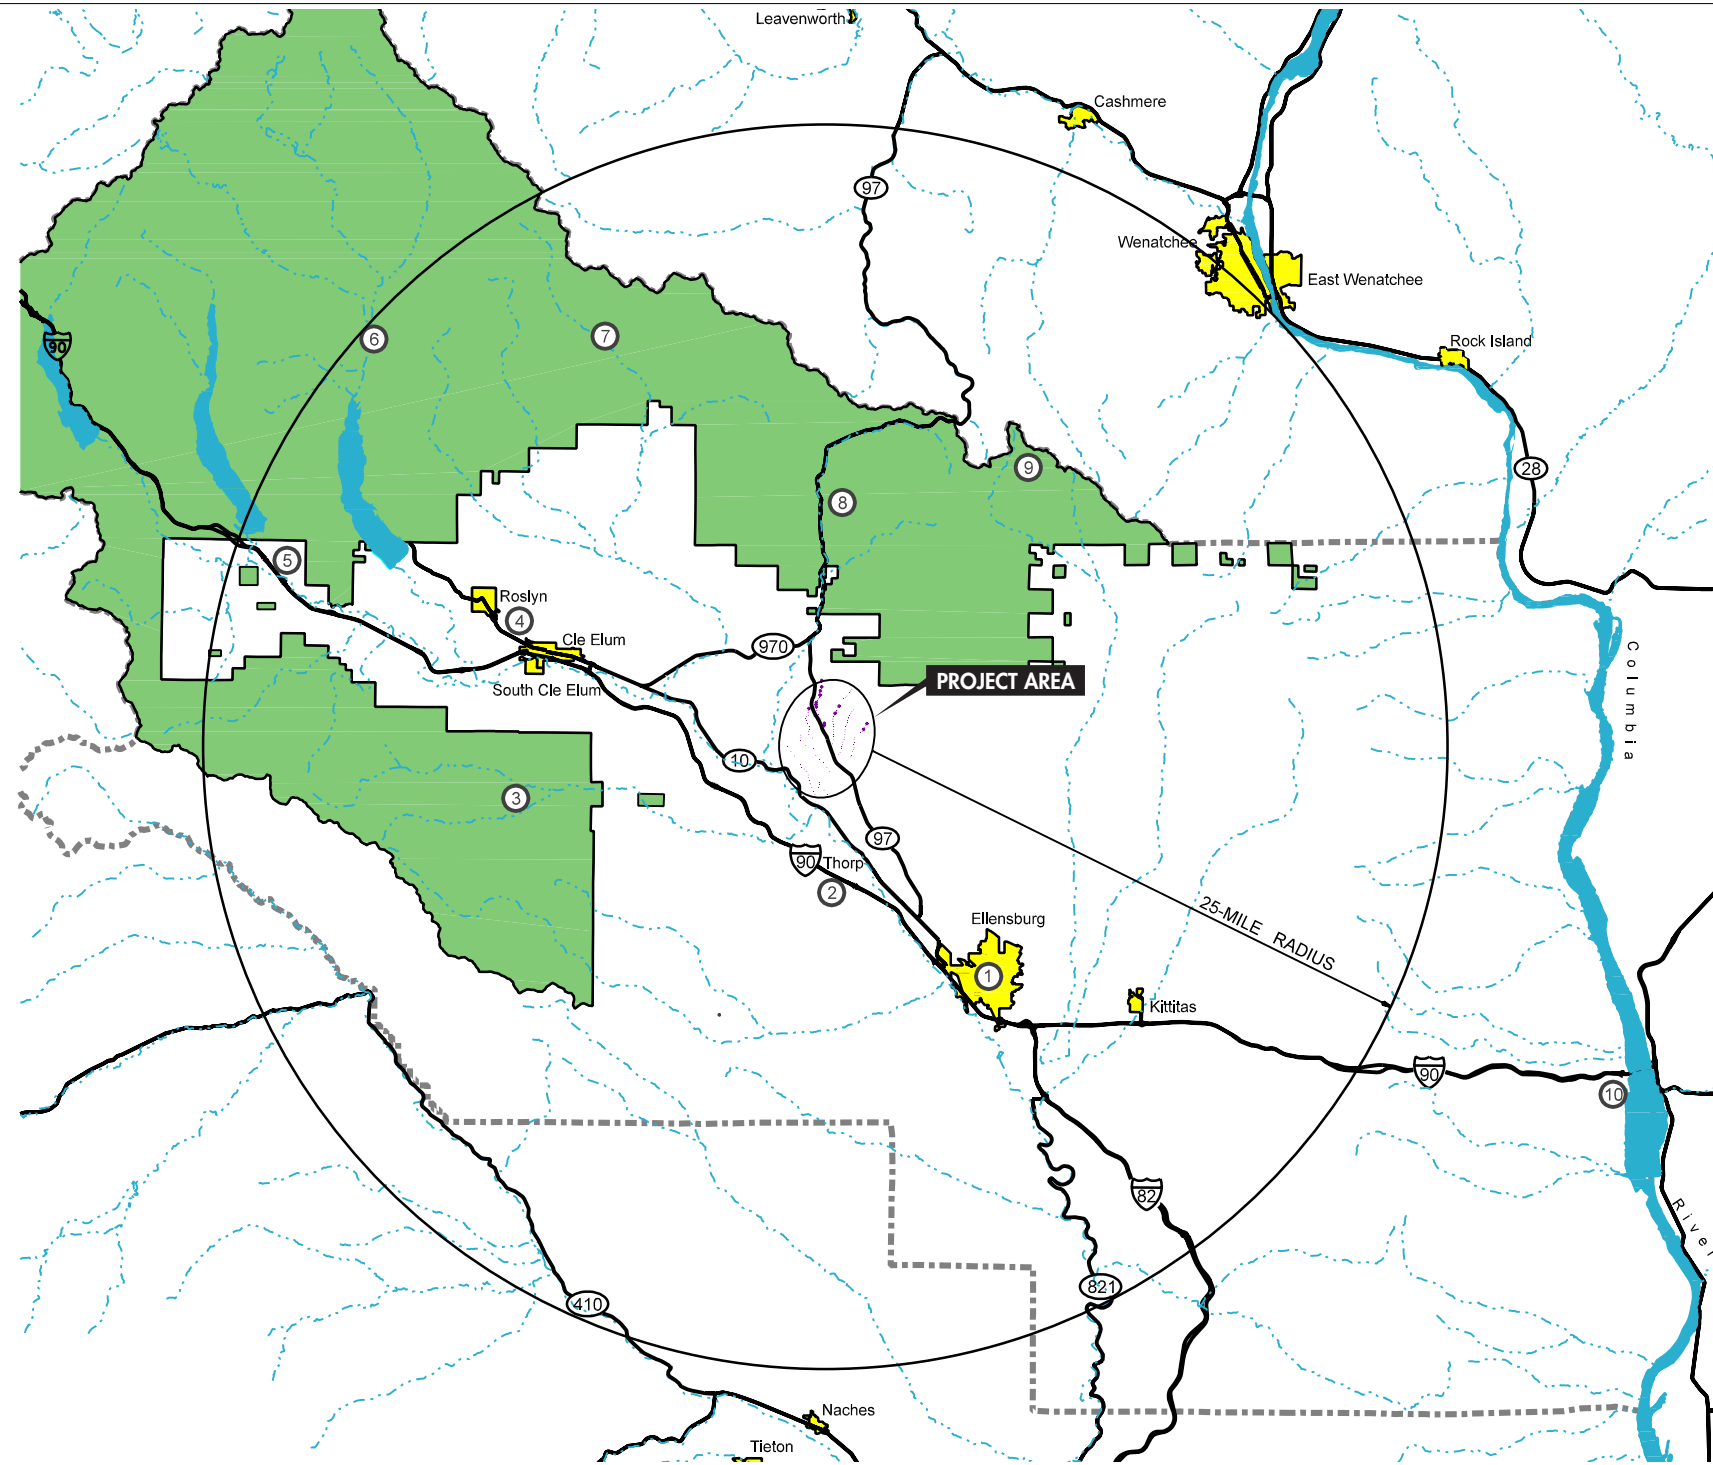 Leavenworth
Cashmere
97
Wenatchee
East Wenatchee
90
6
7
Rock Island
9
28
8
5
Roslyn
4
Cle Elum
970
South Cle Elum
PROJECT AREA
Columbia
10
3
97
90
Thorp
2
25-MILE RADIUS
Ellensburg
1
Kittitas
90
10
82
River
821
410
Naches
Tieton